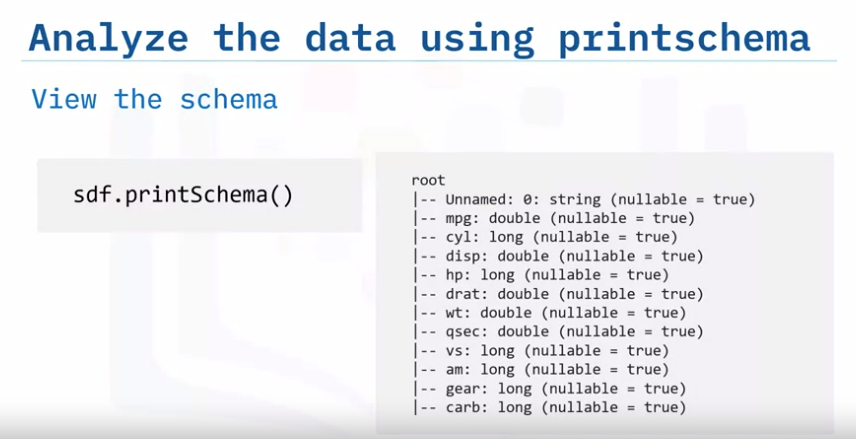 Analyze the data using printschema
View the schema
sdf.printSchema()
root
|-- Unnamed: 0: string (nullable = true)
|-- mpg: double (nullable = true)
|-- cyl: long (nullable = true)
|-- disp: double (nullable = true)
|-- hp: long (nullable = true)
|-- drat: double (nullable = true)
|-- wt: double (nullable = true)
|-- qsec: double (nullable = true)
|-- vs: long (nullable = true)
|-- am: long (nullable = true)
|-- gear: long (nullable = true)
|-- carb: long (nullable = true)